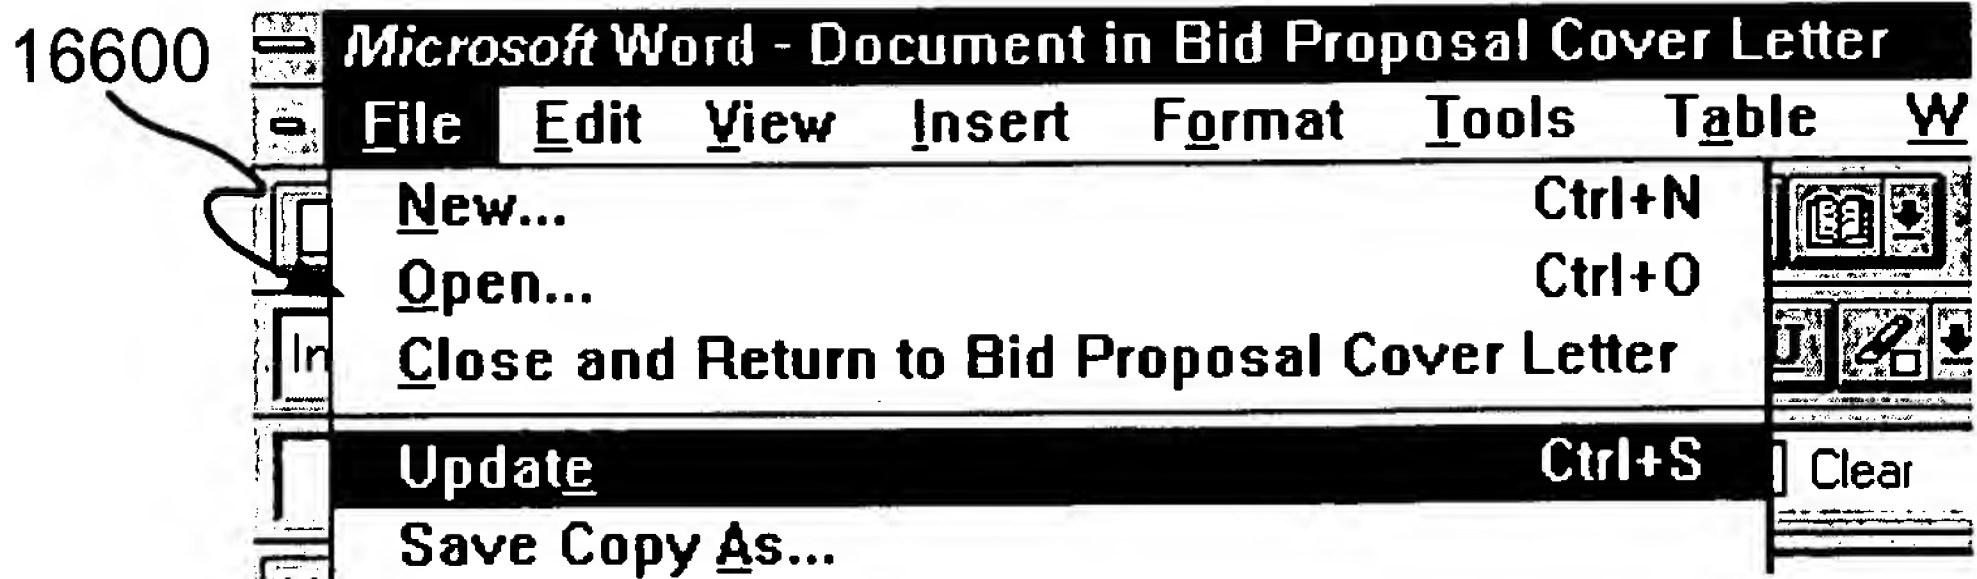 16600
Microsoft Word - Document in Bid Proposal Cover Letter
File Edit View Insert Format Tools Table W
New... Ctrl+N
Open... Ctrl+O
In
Close and Return to Bid Proposal Cover Letter
U
Update Ctrl+S
Clear
Save Copy As...